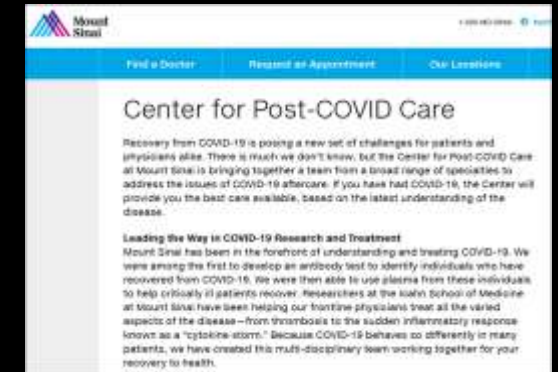 Mount
Sinai
Find a Doctor Request an Appointment Our Locations
Center for Post-COVID Care
Recovery from COVID-19 is posing a new set of challenges for patients and
physicians alike. There is much we don't know, but the Center for Post-COVID Care
at Mount Sinai is bringing together a team from a broad range of specialties to
address the issues of COVID-19 aftercare. If you have had COVID-19, the Center will
provide you the best care available, based on the latest understanding of the
disease.
Leading the Way in COVID-19 Research and Treatment
Mount Sinai has been in the forefront of understanding and treating COVID-19. We
were among the first to develop an antibody test to identify individuals who have
recovered from COVID-19. We were then able to use plasma from these individuals
to help critically ill patients recover. Researchers at the Icahn School of Medicine
at Mount Sinai have been helping our frontline physicians treat all the varied
aspects of the disease—from thrombosis to the sudden inflammatory response
known as a "cytokine-storm." Because COVID-19 behaves so differently in many
patients, we have created this multi-disciplinary team working together for your
recovery to health.